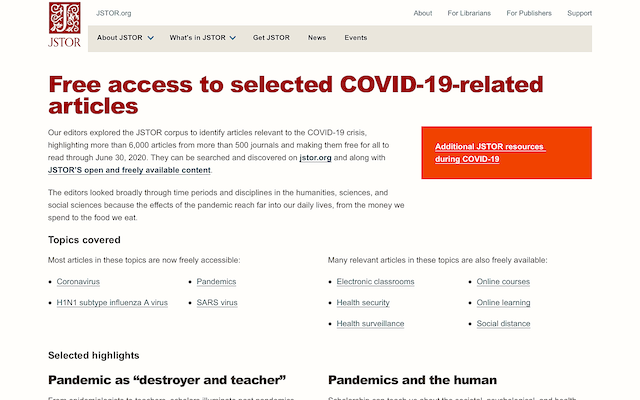 JSTOR
JSTOR.org
About For Librarians For Publishers Support
About JSTOR What's in JSTOR Get JSTOR News Events
Free access to selected COVID-19-related
articles
Our editors explored the JSTOR corpus to identify articles relevant to the COVID-19 crisis,
highlighting more than 6,000 articles from more than 500 journals and making them free for all to
read through June 30, 2020. They can be searched and discovered on jstor.org and along with
JSTOR'S open and freely available content.
Additional JSTOR resources
during COVID-19
The editors looked broadly through time periods and disciplines in the humanities, sciences, and
social sciences because the effects of the pandemic reach far into our daily lives, from the money we
spend to the food we eat.
Topics covered
Most articles in these topics are now freely accessible:
• Coronavirus
• Pandemics
• H1N1 subtype influenza A virus
• SARS virus
Many relevant articles in these topics are also freely available:
• Electronic classrooms
• Online courses
• Health security
• Online learning
• Health surveillance
• Social distance
Selected highlights
Pandemic as “destroyer and teacher”
Pandemics and the human